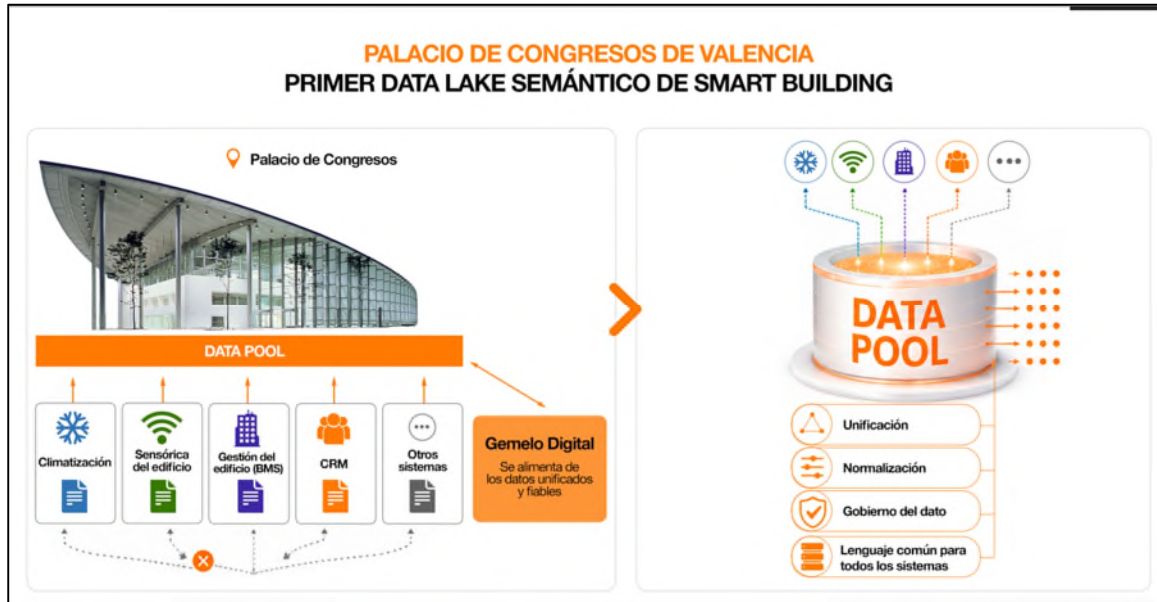 PALACIO DE CONGRESOS DE VALENCIA
PRIMER DATA LAKE SEMÁNTICO DE SMART BUILDING
Palacio de Congresos
DATA POOL
Climatización
Sensórica
del edificio
Gestión del
edificio (BMS)
CRM
Otros
sistemas
Gemelo Digital
Se alimenta de
los datos unificados
y fiables
DATA
POOL
Unificación
Normalización
Gobierno del dato
Lenguaje común para
todos los sistemas